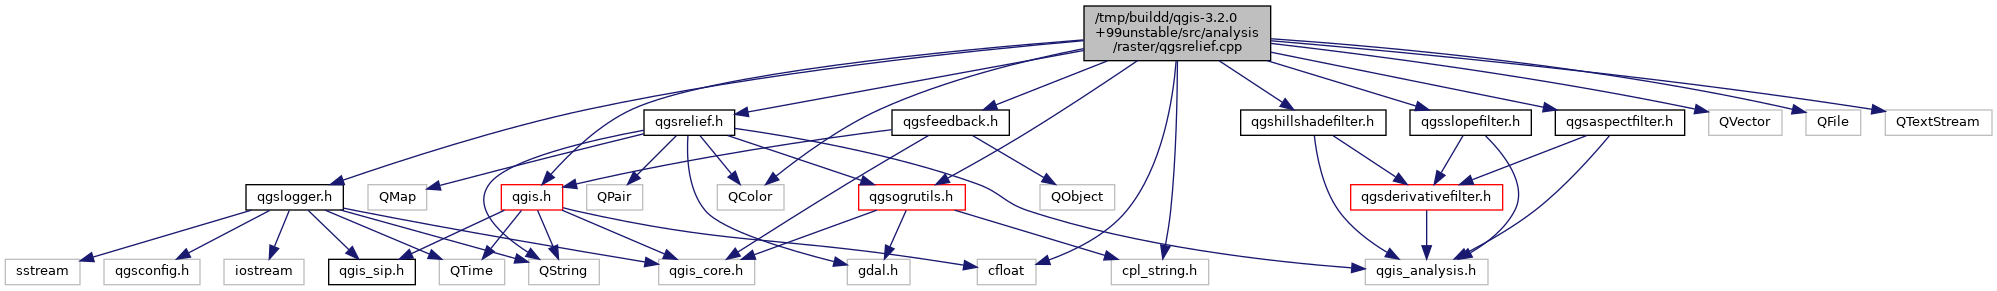 /tmp/buildd/qgis-3.2.0
+99unstable/src/analysis
/raster/qgsrelief.cpp
qgsrelief.h
qgsfeedback.h
qgshillshadefilter.h
qgsslopefilter.h
qgsaspectfilter.h
QVector
QFile
QTextStream
qgslogger.h
QMap
qgis.h
QPair
QColor
qgsogrutils.h
QObject
qgsderivativefilter.h
sstream
qgsconfig.h
iostream
qgis_sip.h
QTime
QString
qgis_core.h
gdal.h
cfloat
cpl_string.h
qgis_analysis.h